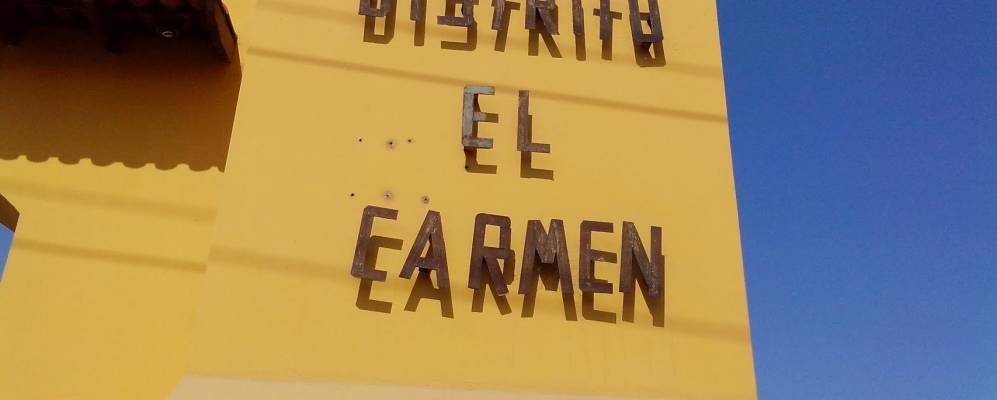 DISTRITO
EL
CARMEN